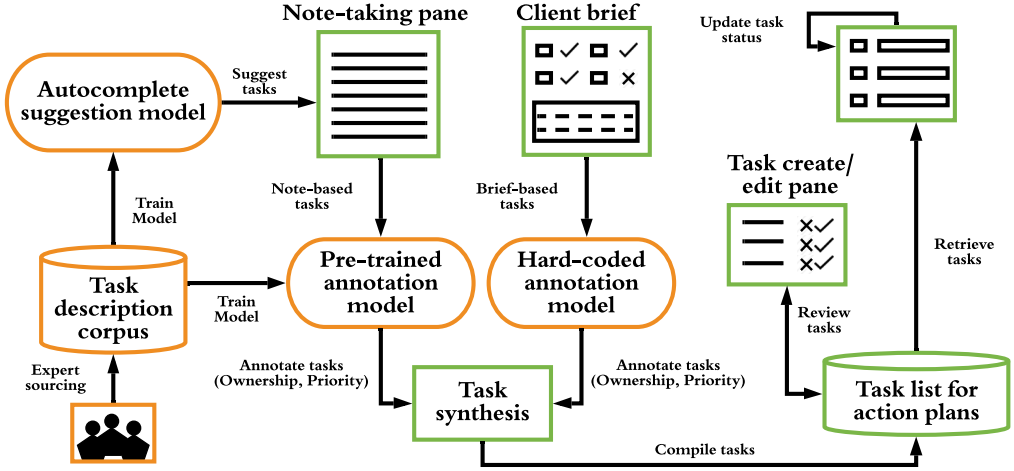 Note-taking pane
Client brief
Update task
status
Autocomplete
suggestion model
Suggest
tasks
Task create/
edit pane
Note-based
tasks
Brief-based
tasks
Train
Model
Retrieve
tasks
Task
description
corpus
Train
Model
Pre-trained
annotation
model
Hard-coded
annotation
model
Review
tasks
Expert
sourcing
Annotate tasks
(Ownership, Priority)
Annotate tasks
(Ownership, Priority)
Task
synthesis
Task list for
action plans
Compile tasks